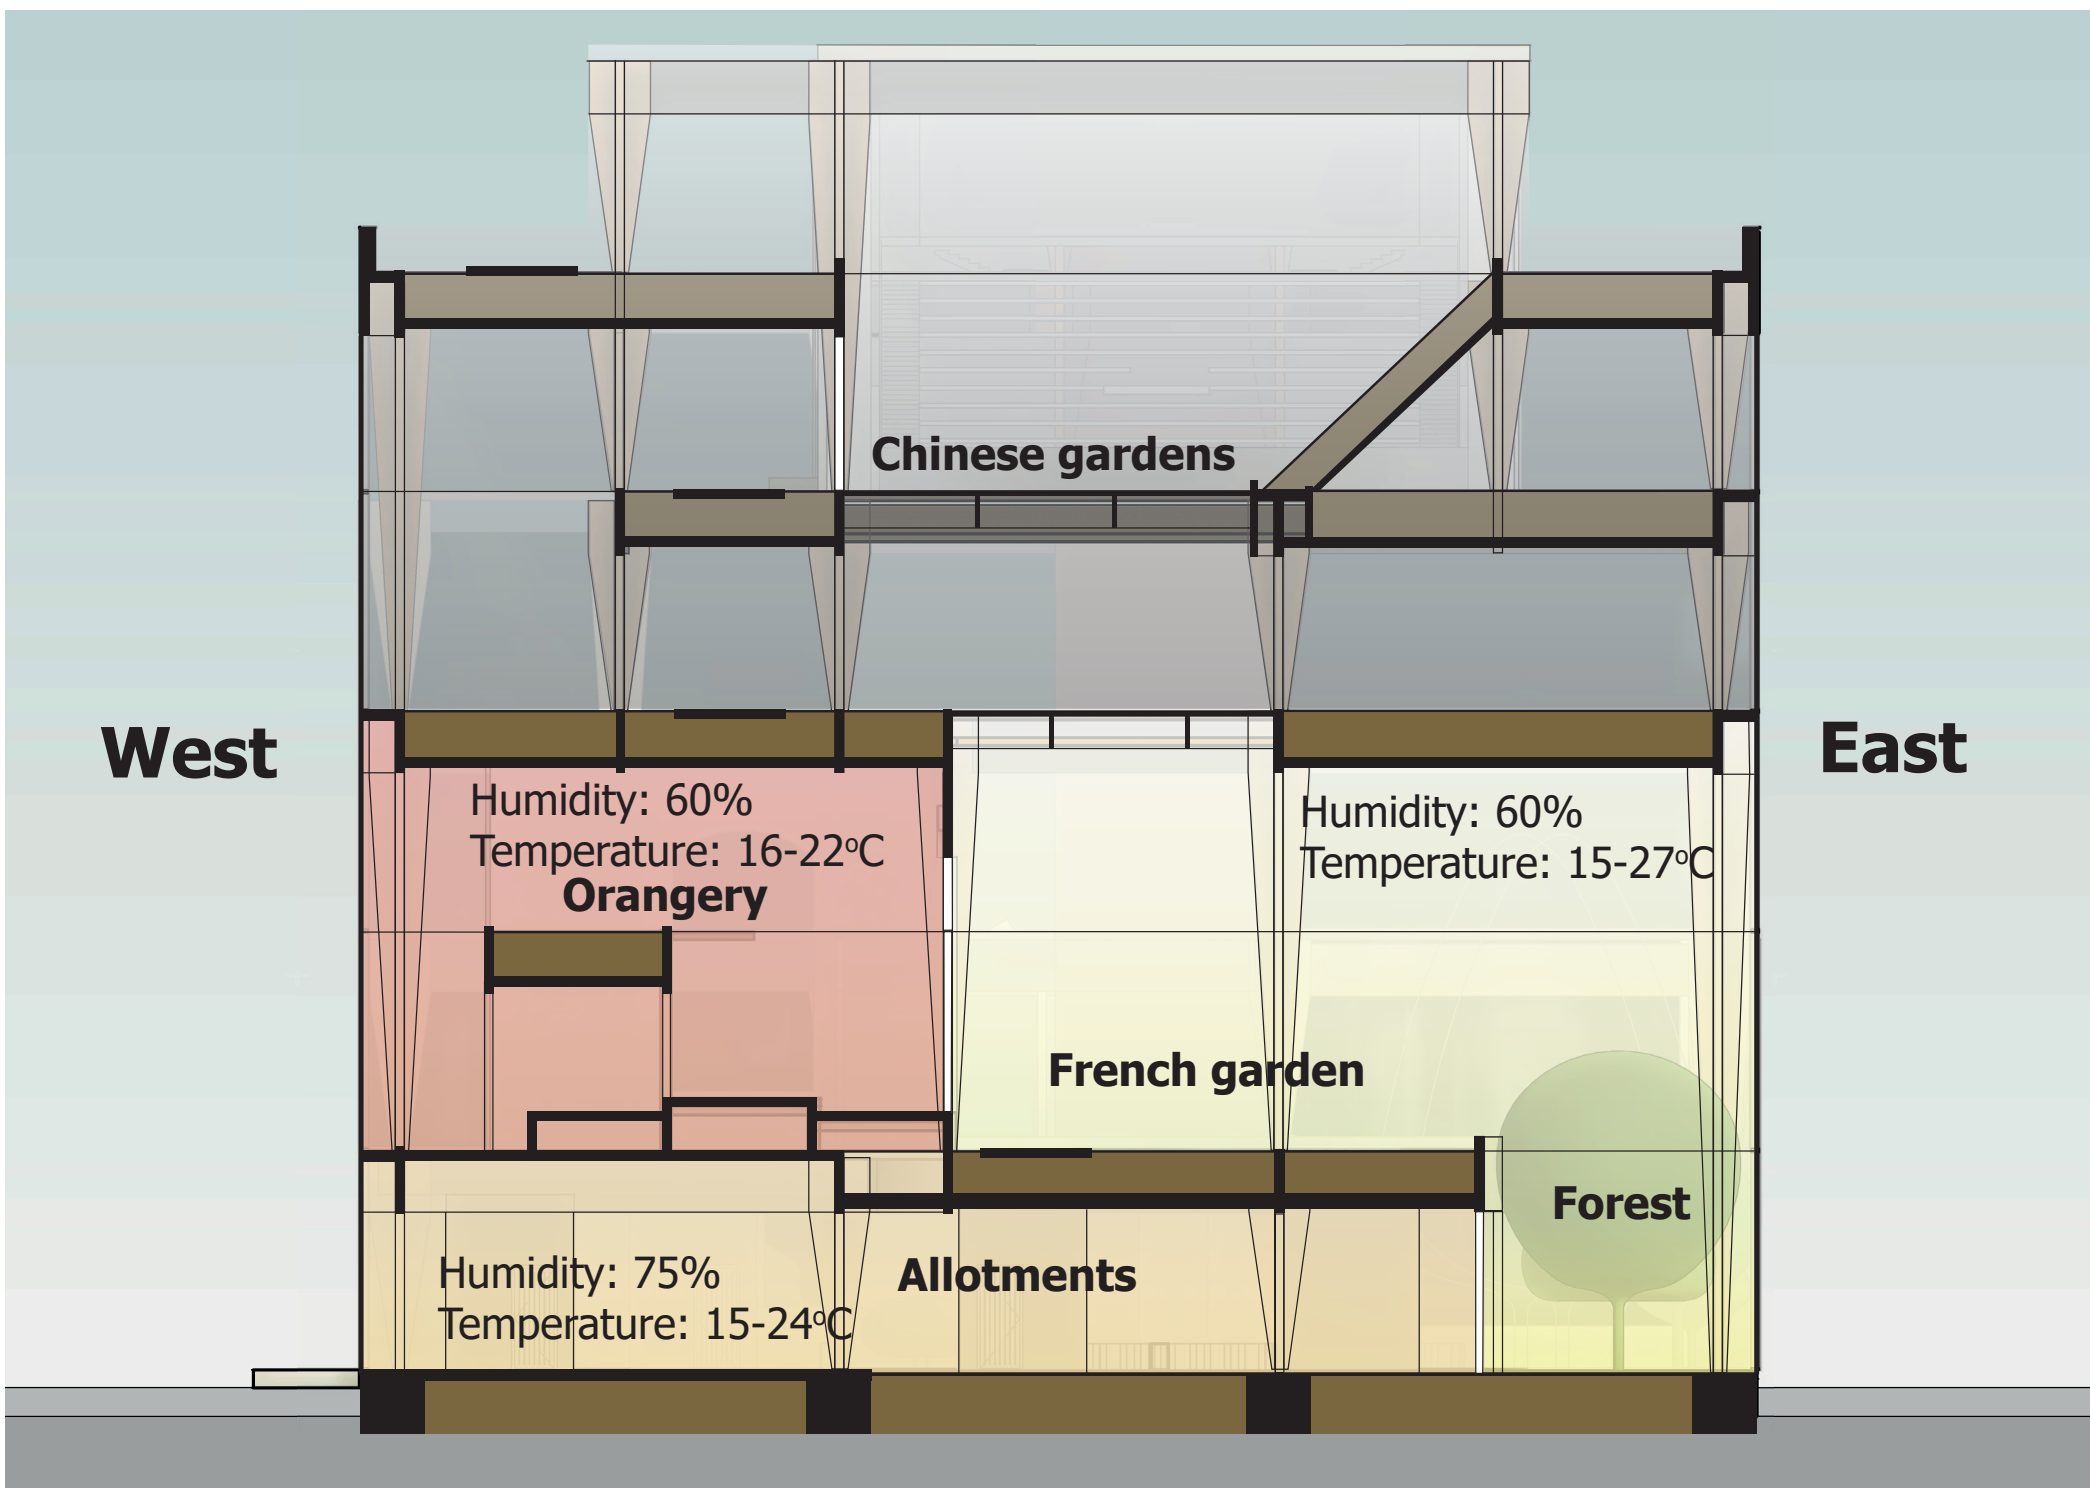 Chinese gardens
West
East
Humidity: 60%
Temperature: 16-22°C
Orangery
Humidity: 60%
Temperature: 15-27°C
French garden
Forest
Allotments
Humidity: 75%
Temperature: 15-24°C